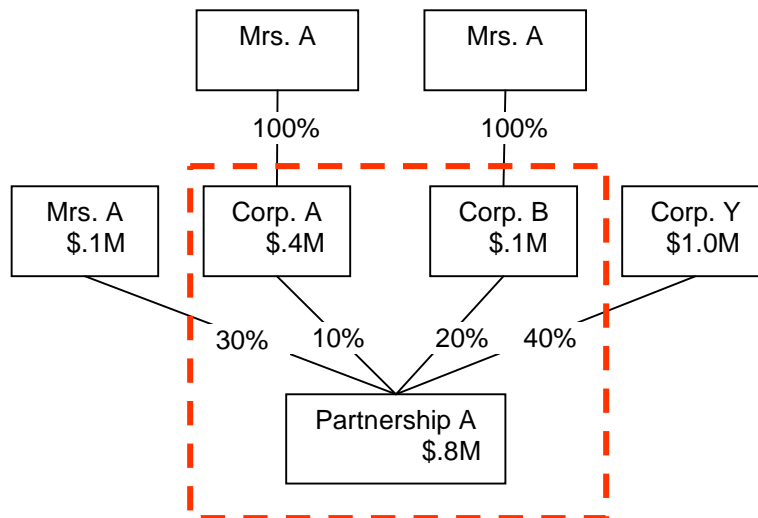 Mrs. A
Mrs. A
100%
100%
Mrs. A
$.1M
Corp. A
$.4M
Corp. B
$.1M
Corp. Y
$1.0M
30%
10%
20%
40%
Partnership A
$.8M